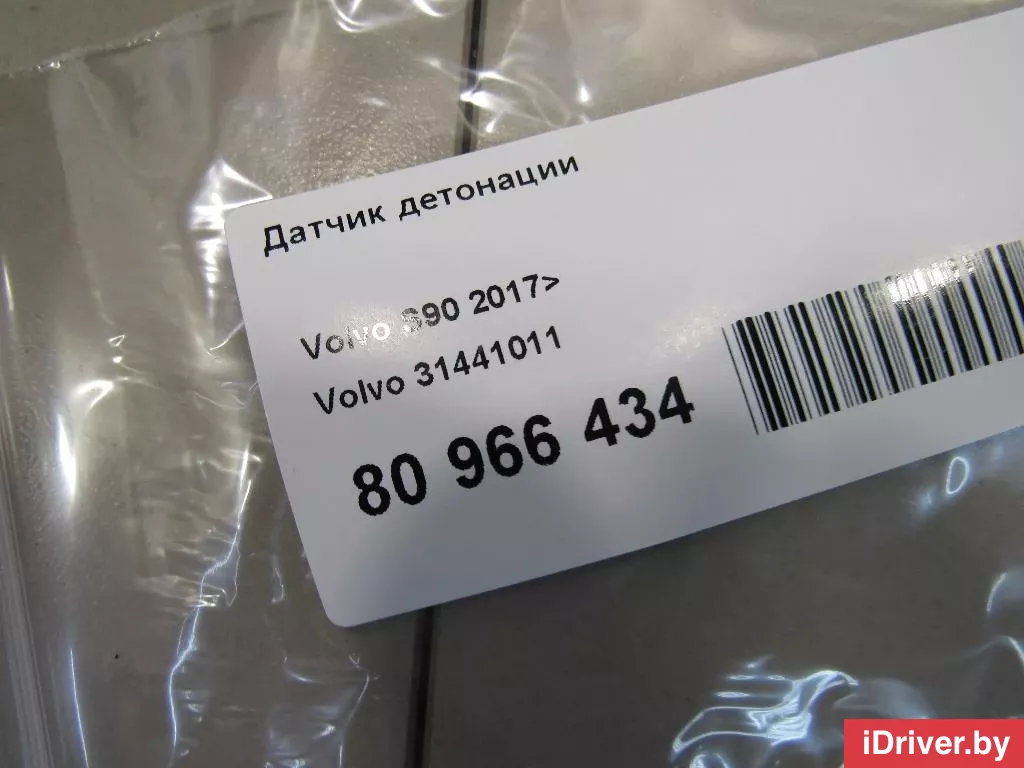 Датчик детонации
Volvo S90 2017>
Volvo 31441011
80 966 434
iDriver.by